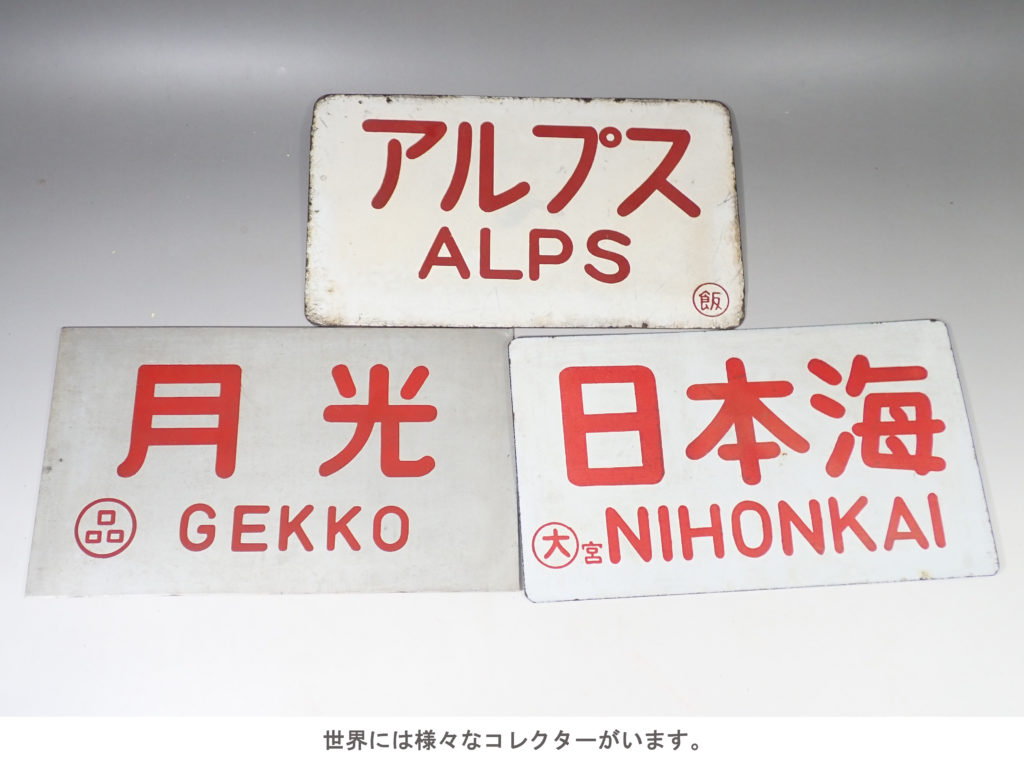 アルプス
ALPS
飯
月光
品 GEKKO
日本海
大 宮 NIHONKAI
世界には様々なコレクターがいます。